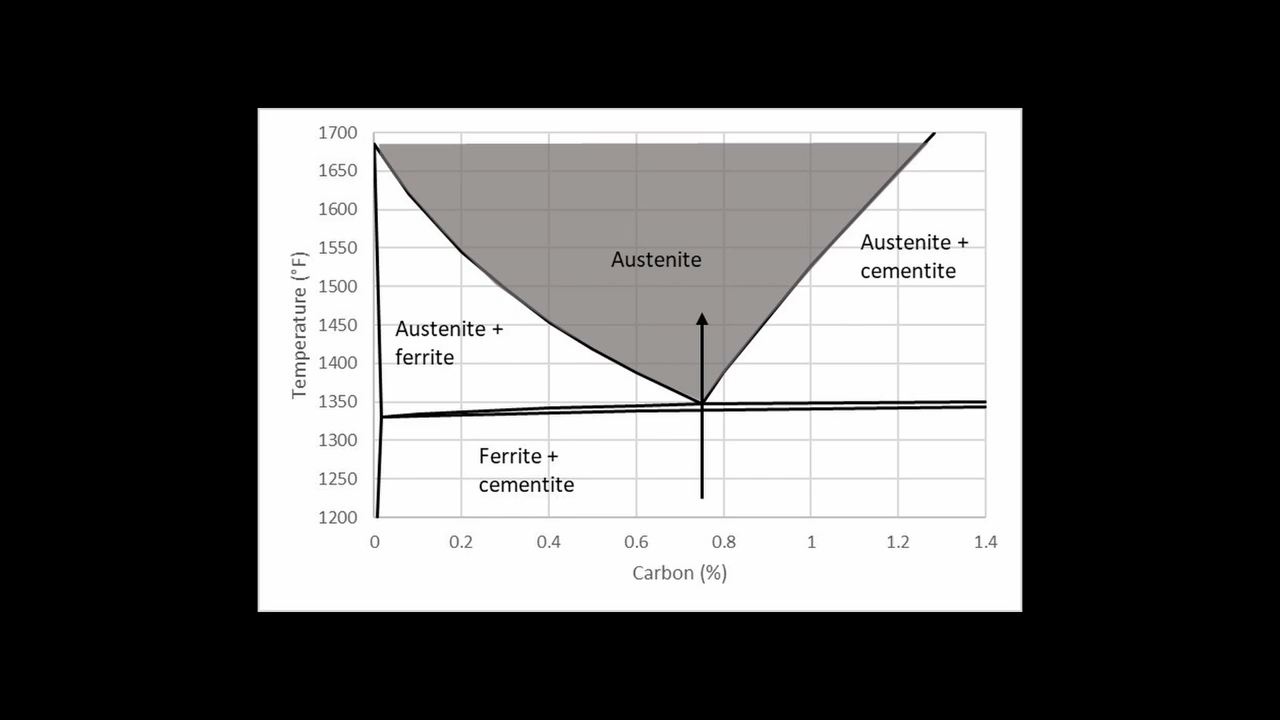 1700
1650
1600
1550
1500
1450
1400
1350
1300
1250
1200
Temperature (°F)
Austenite
Austenite +
cementite
Austenite +
ferrite
Ferrite +
cementite
0 0.2 0.4 0.6 0.8 1 1.2 1.4
Carbon (%)